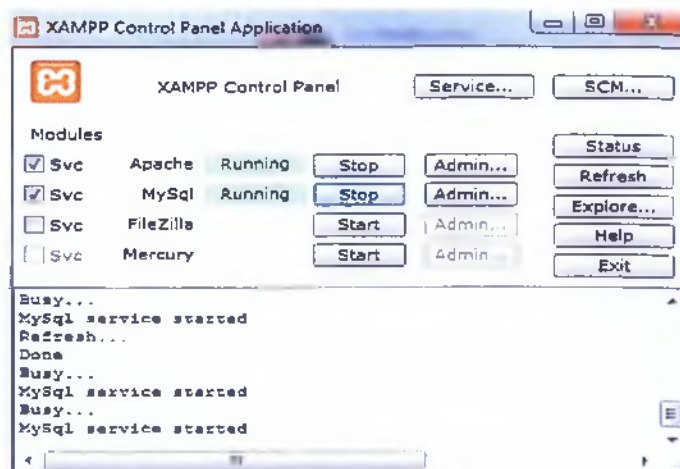 XAMPP Control Panel Application
XAMPP Control Panel Service... SCM...
Modules
Status
Svc Apache Running Stop Admin...
Refresh
Svc MySql Running Stop Admin...
Explore...
Svc FileZilla Start Admin...
Help
Svc Mercury Start Admin...
Exit
Busy...
MySql service started
Refresh...
Done
Busy...
MySql service started
Busy...
MySql service started